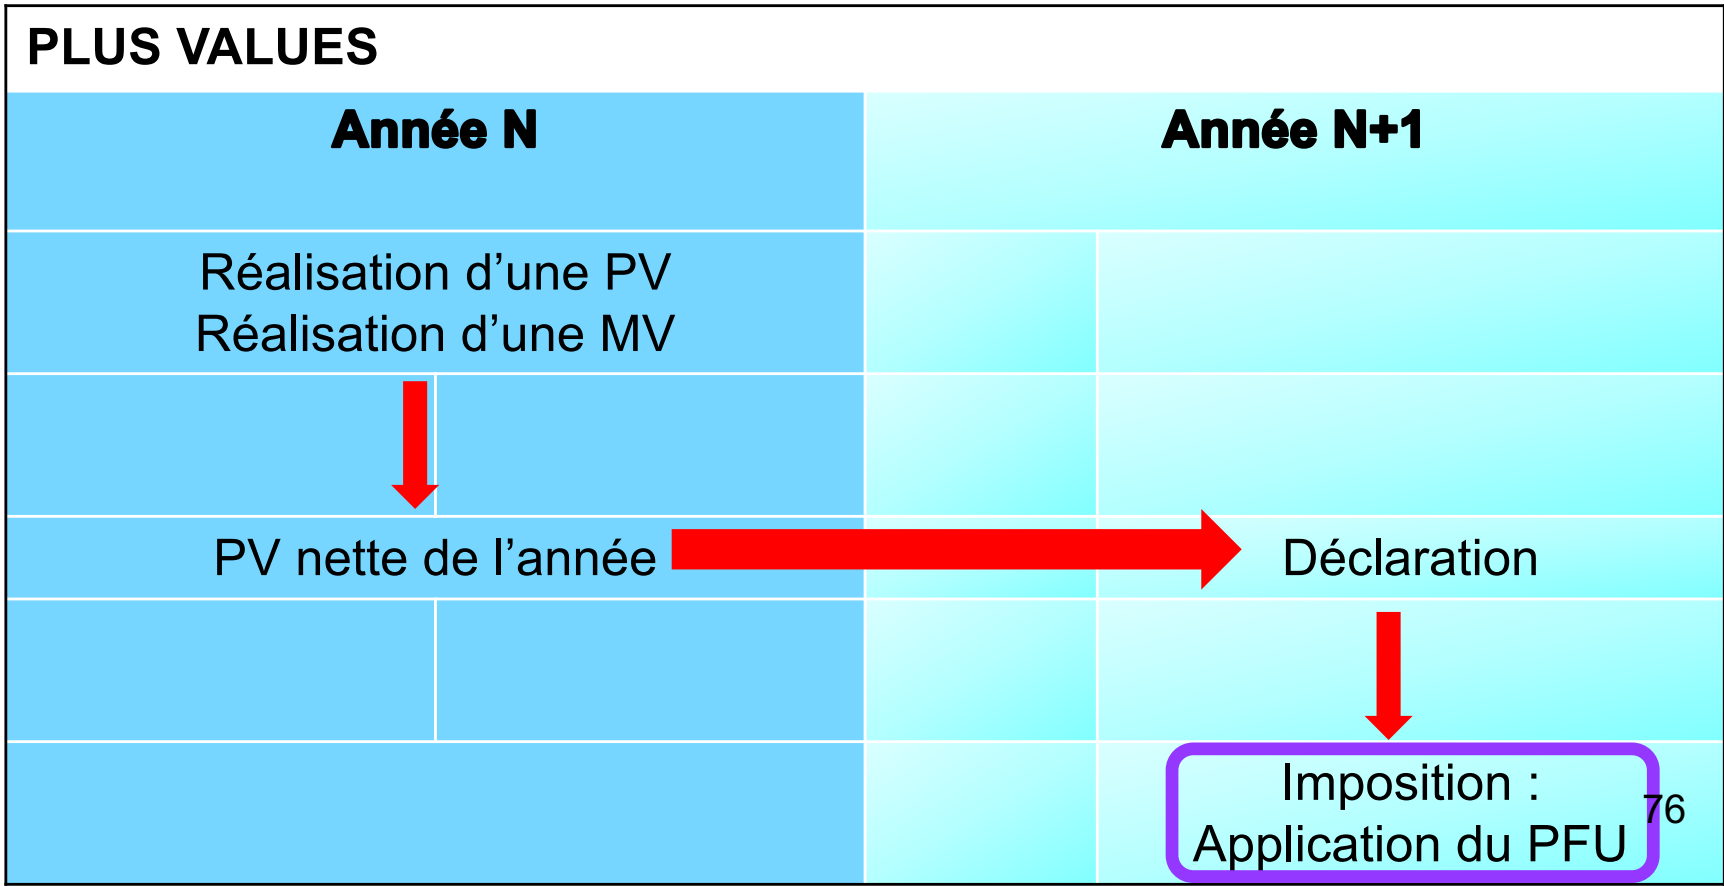 PLUS VALUES
Année N
Année N+1
Réalisation d’une PV
Réalisation d’une MV
PV nette de l’année
Déclaration
Imposition :
Application du PFU
76